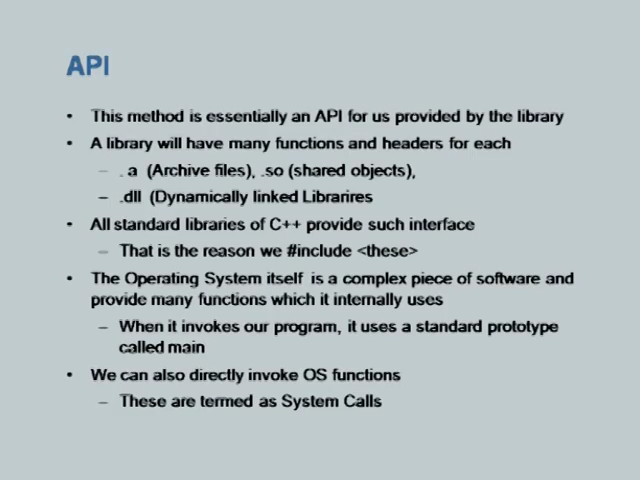 API
• This method is essentially an API for us provided by the library
• A library will have many functions and headers for each
– . a (Archive files), .so (shared objects),
– .dll (Dynamically linked Librarires
• All standard libraries of C++ provide such interface
– That is the reason we #include <these>
• The Operating System itself is a complex piece of software and
provide many functions which it internally uses
– When it invokes our program, it uses a standard prototype
called main
• We can also directly invoke OS functions
– These are termed as System Calls